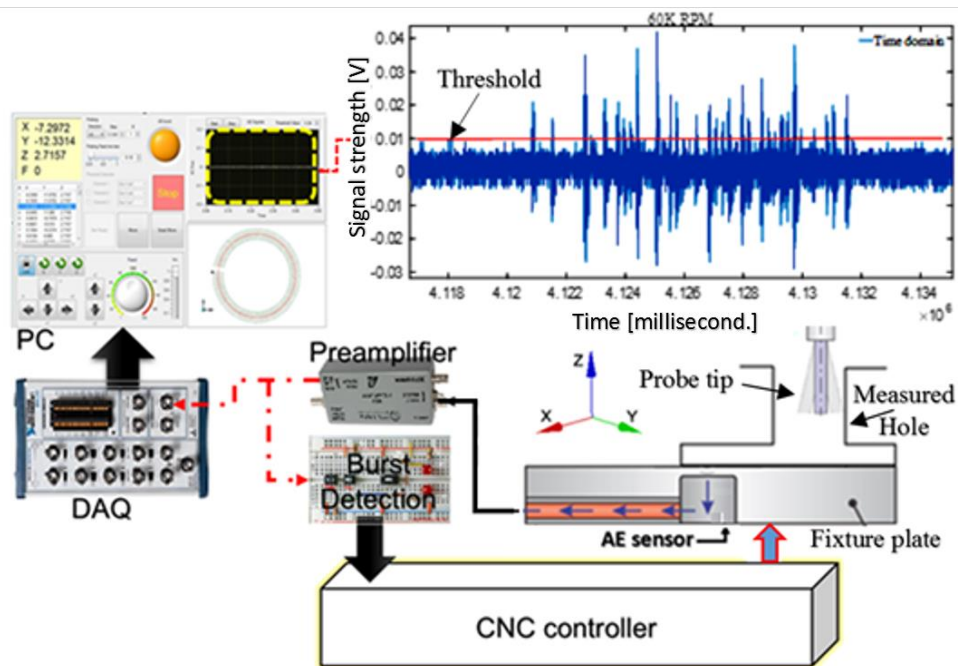 60K RPM
Time domain
Threshold
Signal strength [V]
0.04
0.03
0.02
0.01
0
-0.01
-0.02
-0.03
4.118
4.12
4.122
4.124
4.126
4.128
4.13
4.132
4.134
×10 6
Time [millisecond.]
X -7.2972
Y -12.3314
Z 2.7157
F 0
Stop
PC
Preamplifier
DAQ
Burst
Detection
Z
X
Y
Probe tip
Measured
Hole
AE sensor
Fixture plate
CNC controller